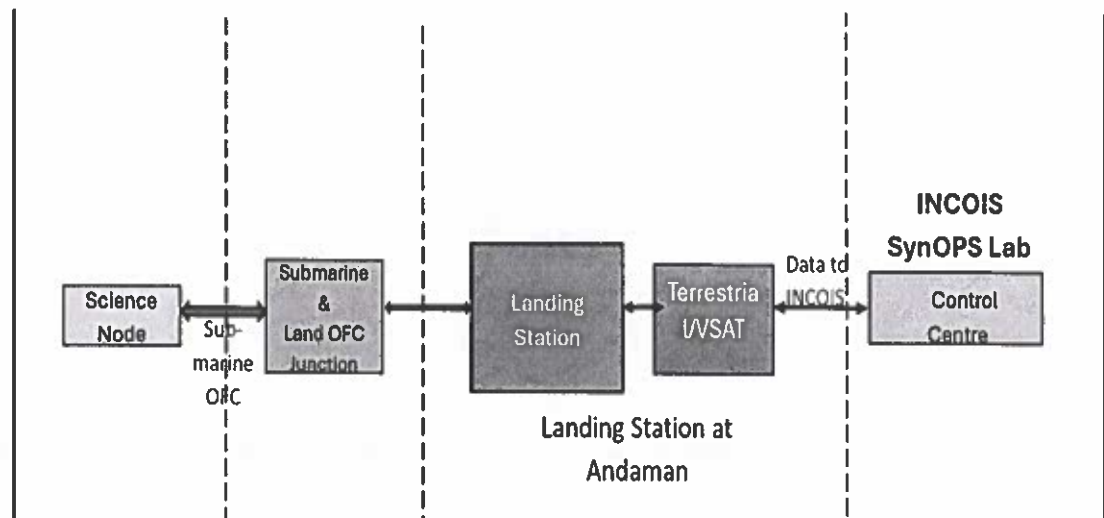 Science
Node
Sub-
marine
OFC
Submarine
&
Land OFC
Junction
Landing
Station
Terrestria
l/VSAT
Landing Station at
Andaman
Data to
INCOIS
INCOIS
SynOPS Lab
Control
Centre